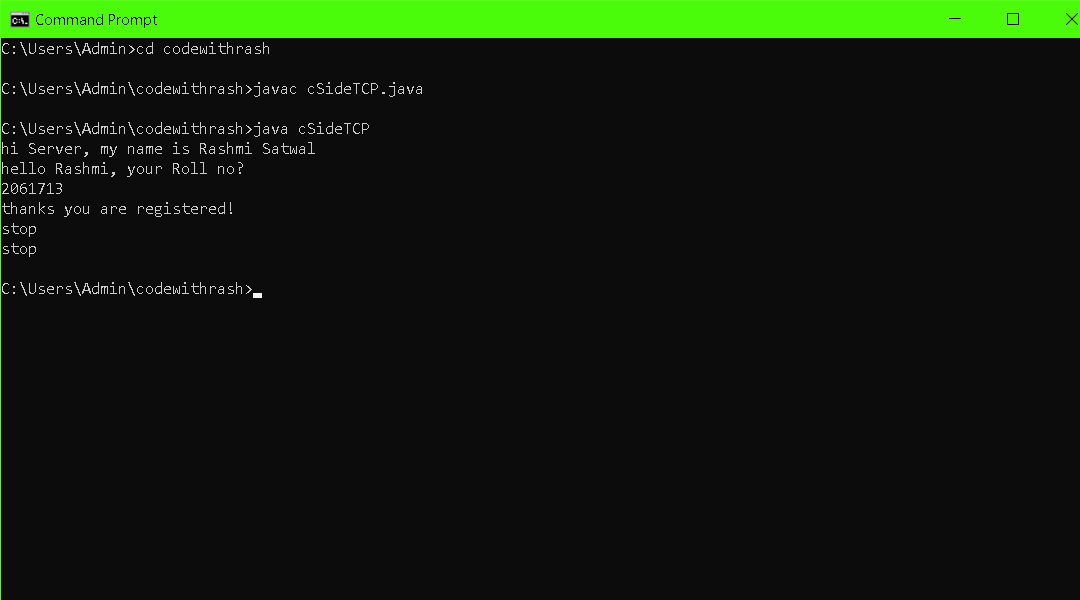 Command Prompt
C:\Users\Admin>cd codewithrash
C:\Users\Admin\codewithrash>javac cSideTCP.java
C:\Users\Admin\codewithrash>java cSideTCP
hi Server, my name is Rashmi Satwal
hello Rashmi, your Roll no?
2061713
thanks you are registered!
stop
stop
C:\Users\Admin\codewithrash>